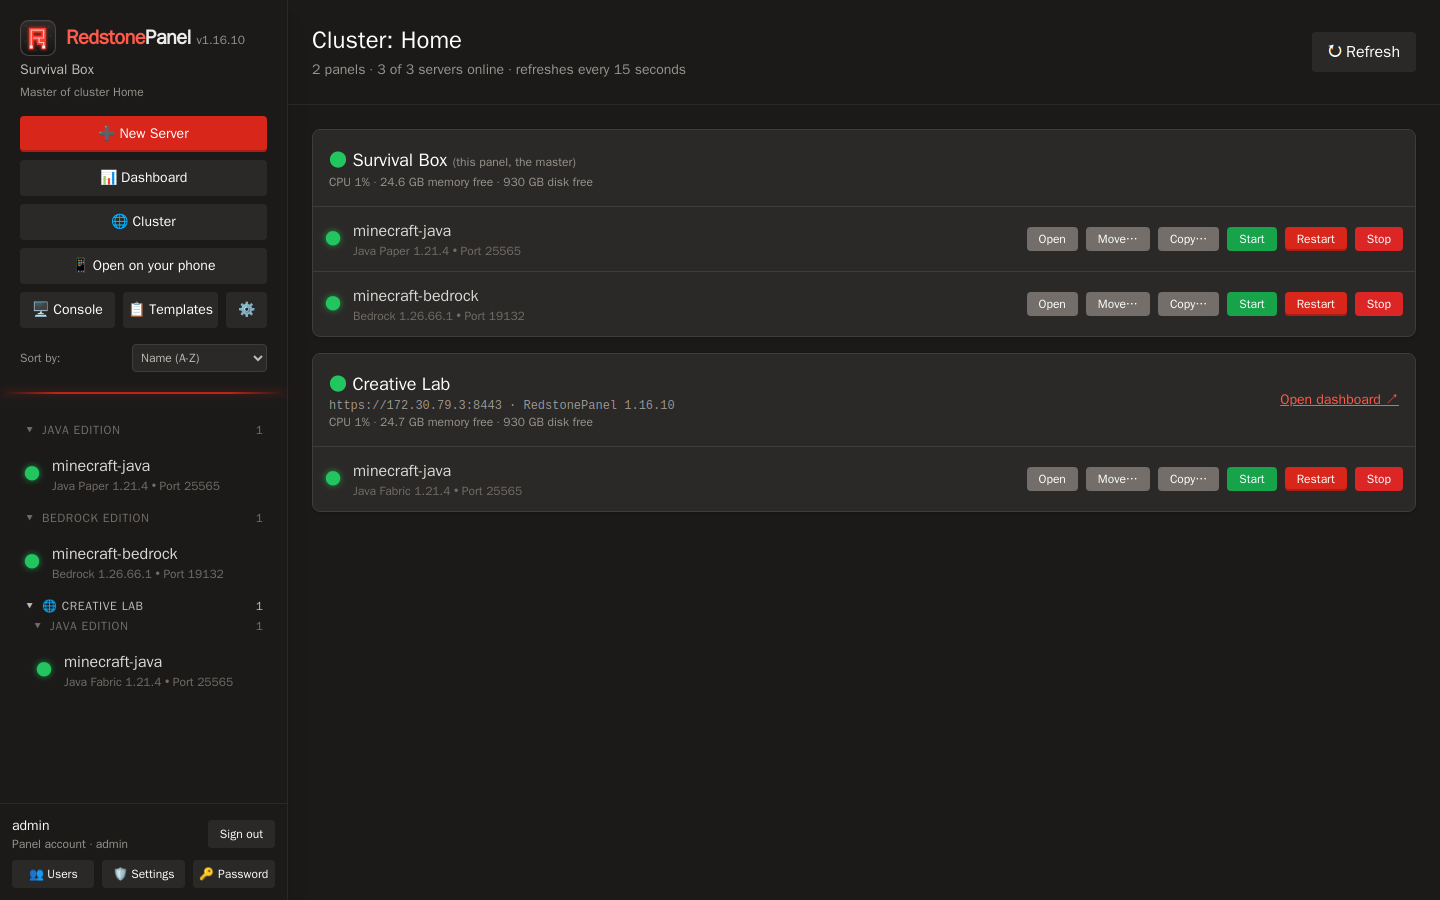 RedstonePanel v1.16.10
Survival Box
Master of cluster Home
➕ New Server
📊 Dashboard
🌐 Cluster
📱 Open on your phone
🖥️ Console
📋 Templates
⚙️
Sort by:
Name (A-Z)
▼ JAVA EDITION 1
minecraft-java
Java Paper 1.21.4 • Port 25565
▼ BEDROCK EDITION 1
minecraft-bedrock
Bedrock 1.26.66.1 • Port 19132
▼ 🌐 CREATIVE LAB 1
▼ JAVA EDITION 1
minecraft-java
Java Fabric 1.21.4 • Port 25565
admin
Panel account · admin
Sign out
👥 Users
🛡️ Settings
🔑 Password
Cluster: Home
2 panels · 3 of 3 servers online · refreshes every 15 seconds
↻ Refresh
Survival Box (this panel, the master)
CPU 1% · 24.6 GB memory free · 930 GB disk free
minecraft-java
Java Paper 1.21.4 • Port 25565
Open Move… Copy… Start Restart Stop
minecraft-bedrock
Bedrock 1.26.66.1 • Port 19132
Open Move… Copy… Start Restart Stop
Creative Lab
https://172.30.79.3:8443 · RedstonePanel 1.16.10
CPU 1% · 24.7 GB memory free · 930 GB disk free
Open dashboard ↗
minecraft-java
Java Fabric 1.21.4 • Port 25565
Open Move… Copy… Start Restart Stop